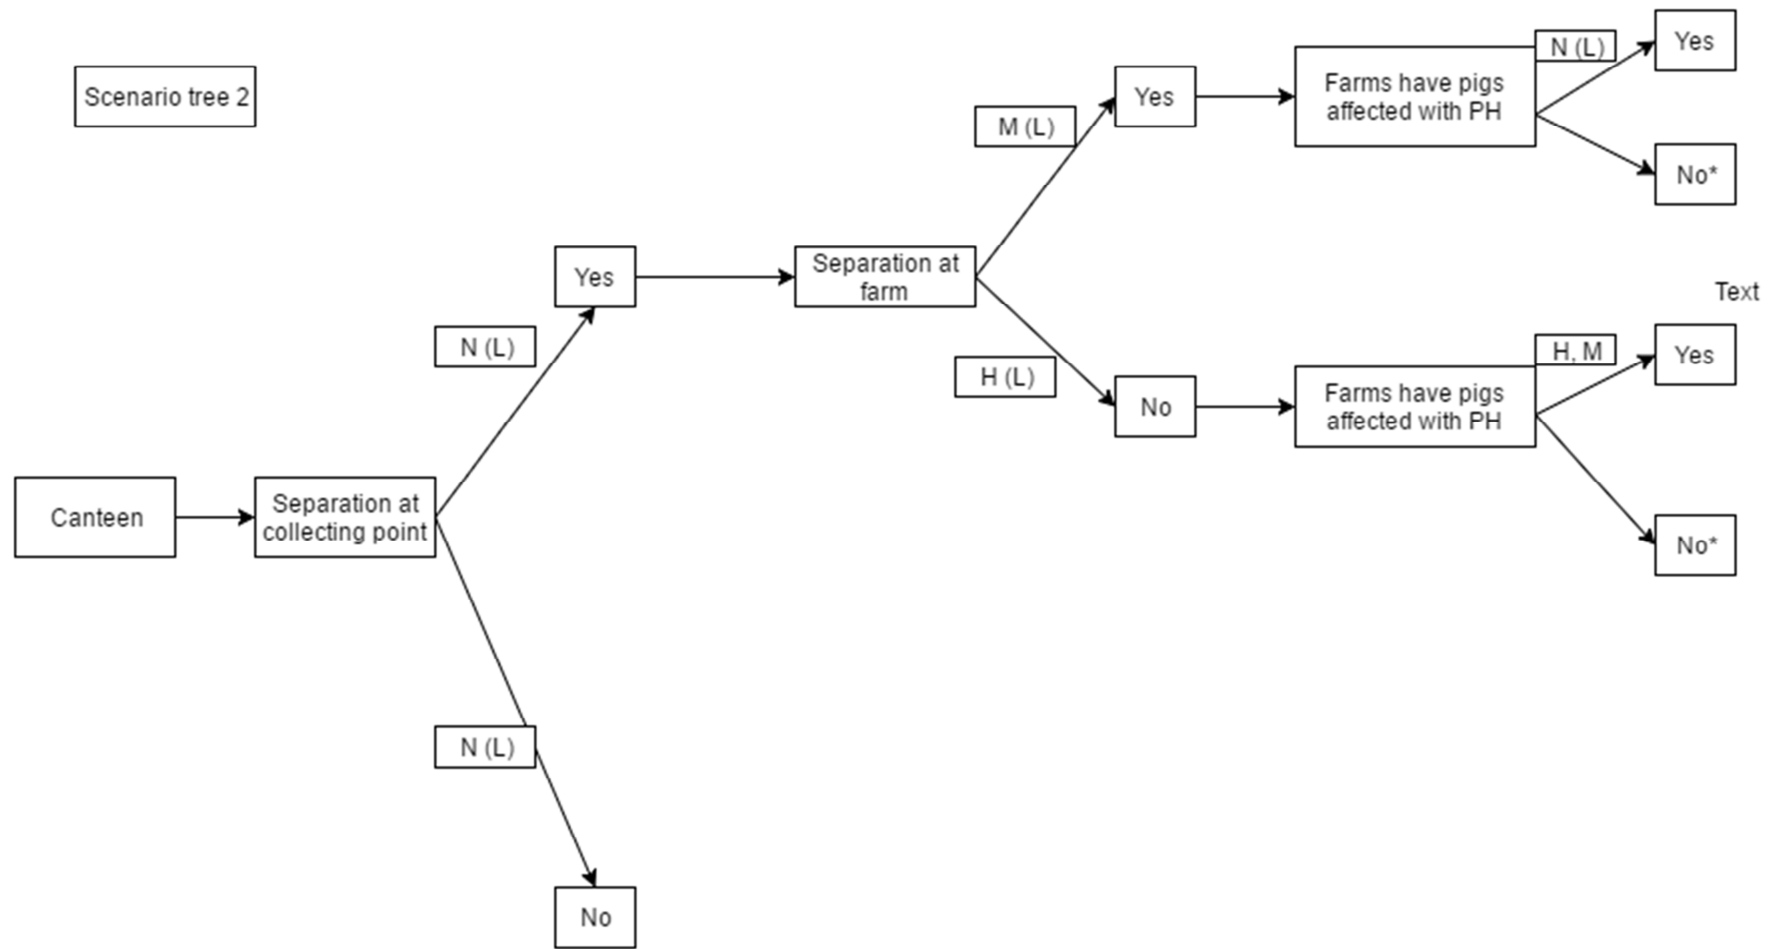 Scenario tree 2
Canteen
Separation at
collecting point
N (L)
Yes
N (L)
No
Separation at
farm
M (L)
Yes
H (L)
No
Farms have pigs
affected with PH
N (L)
Yes
No*
Text
Farms have pigs
affected with PH
H, M
Yes
No*